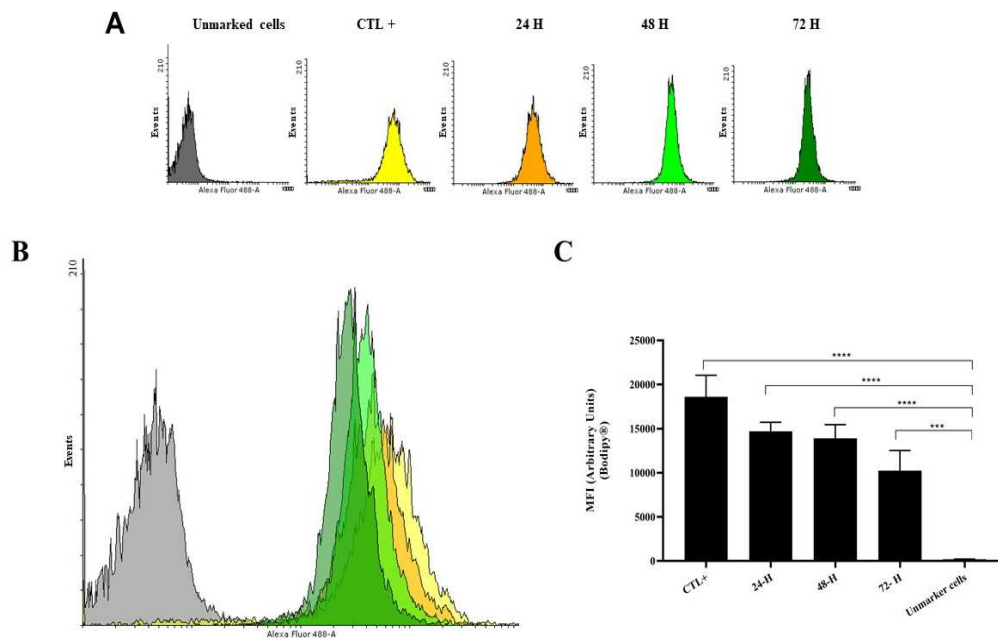 A
Unmarked cells
CTL +
24 H
48 H
72 H
210
Events
Alexa Fluor 488-A
210
Events
Alexa Fluor 488-A
210
Events
Alexa Fluor 488-A
210
Events
Alexa Fluor 488-A
210
Events
Alexa Fluor 488-A
B
210
Events
Alexa Fluor 488-A
C
MFI (Arbitrary Units)
(Bodipy®)
25000
20000
15000
10000
5000
0
****
****
****
***
CTL+
24-H
48-H
72- H
Unmarker cells